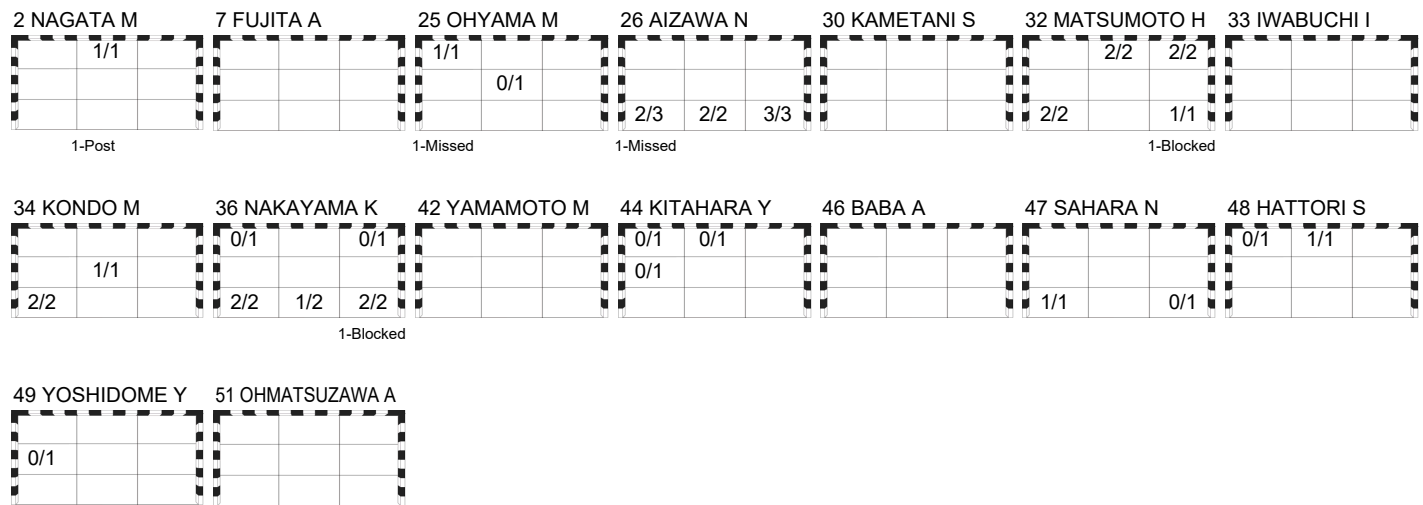 2 NAGATA M 7 FUJITA A 25 OHYAMA M 26 AIZAWA N 30 KAMETANI S 32 MATSUMOTO H 33 IWABUCHI I
1/1 1/1 2/2 2/2
0/1
2/3 2/2 3/3 2/2 1/1
1-Post 1-Missed 1-Missed 1-Blocked
34 KONDO M 36 NAKAYAMA K 42 YAMAMOTO M 44 KITAHARA Y 46 BABA A 47 SAHARA N 48 HATTORI S
0/1 0/1 0/1 0/1 0/1 1/1
1/1 0/1
2/2 2/2 1/2 2/2 1/1 0/1
1-Blocked
49 YOSHIDOME Y 51 OHMATSUZAWA A
0/1